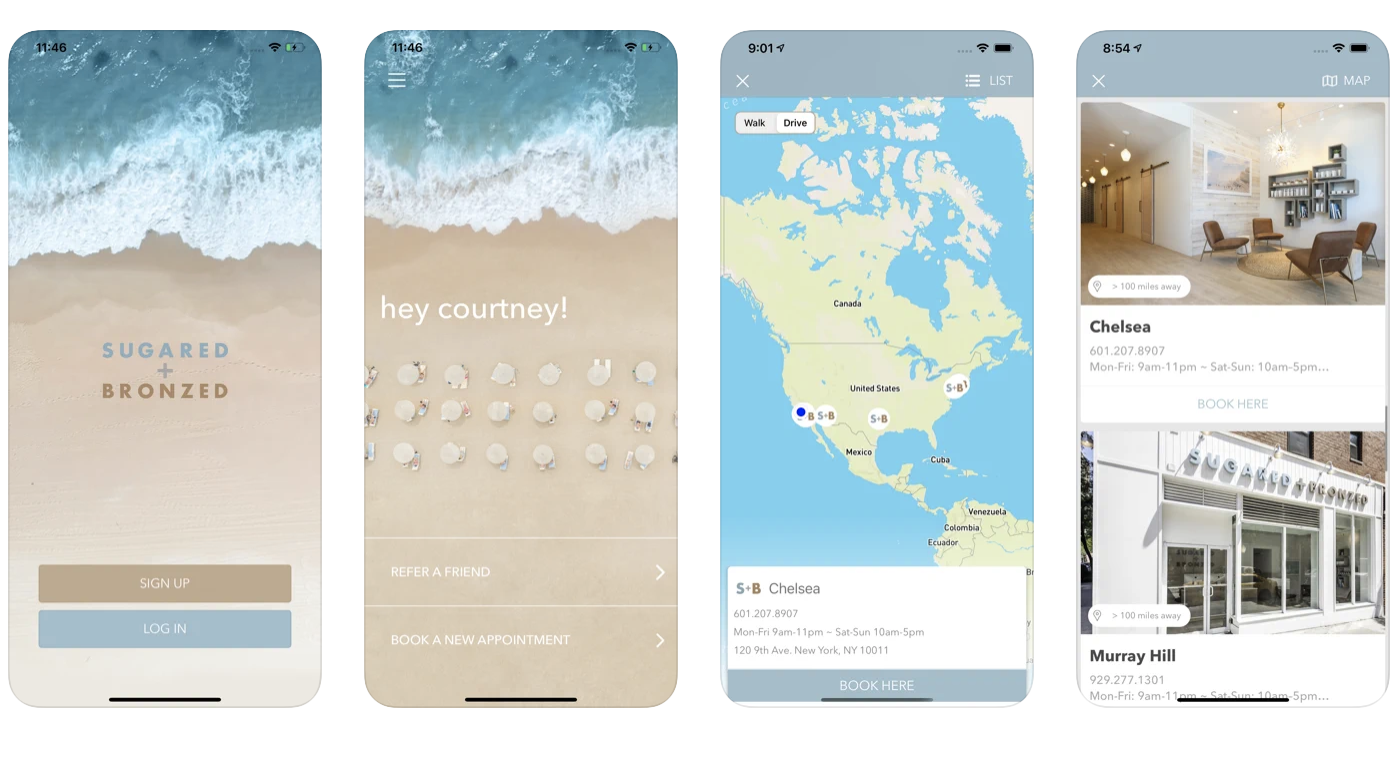 11:46
SUGARED
+
BRONZED
SIGN UP
LOG IN
11:46
hey courtney!
REFER A FRIEND
BOOK A NEW APPOINTMENT
9:01
LIST
Walk Drive
Canada
United States
S+B
B S+B
S+B
Mexico
Cuba
Venezuela
Colombia
Ecuador
S+B Chelsea
601.207.8907
Mon-Fri 9am-11pm ~ Sat-Sun 10am-5pm
120 9th Ave. New York, NY 10011
BOOK HERE
8:54
MAP
> 100 miles away
Chelsea
601.207.8907
Mon-Fri: 9am-11pm ~ Sat-Sun: 10am-5pm...
BOOK HERE
SUGARED + BRONZED
> 100 miles away
Murray Hill
929.277.1301
Mon-Fri: 9am-11pm ~ Sat-Sun: 10am-5pm...